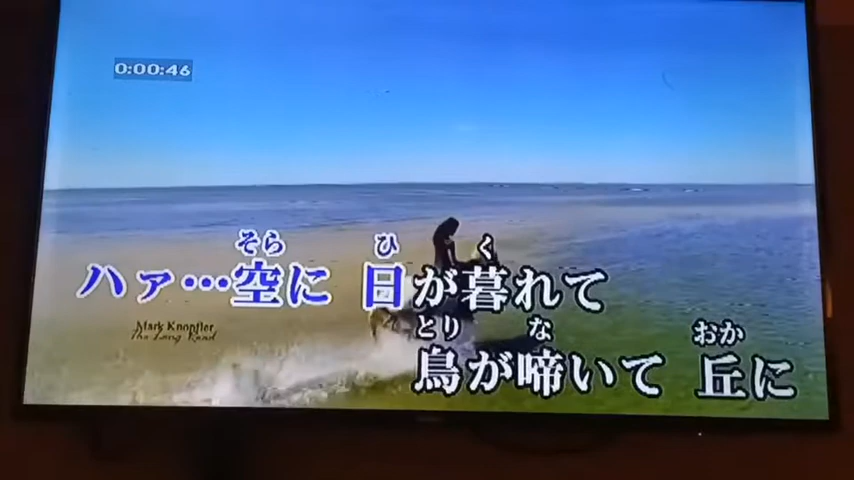 0:00:46
そら ひ く
ハァ…空に 日が暮れて
Mark Knopfler
The Long Road
とり な おか
鳥が啼いて 丘に